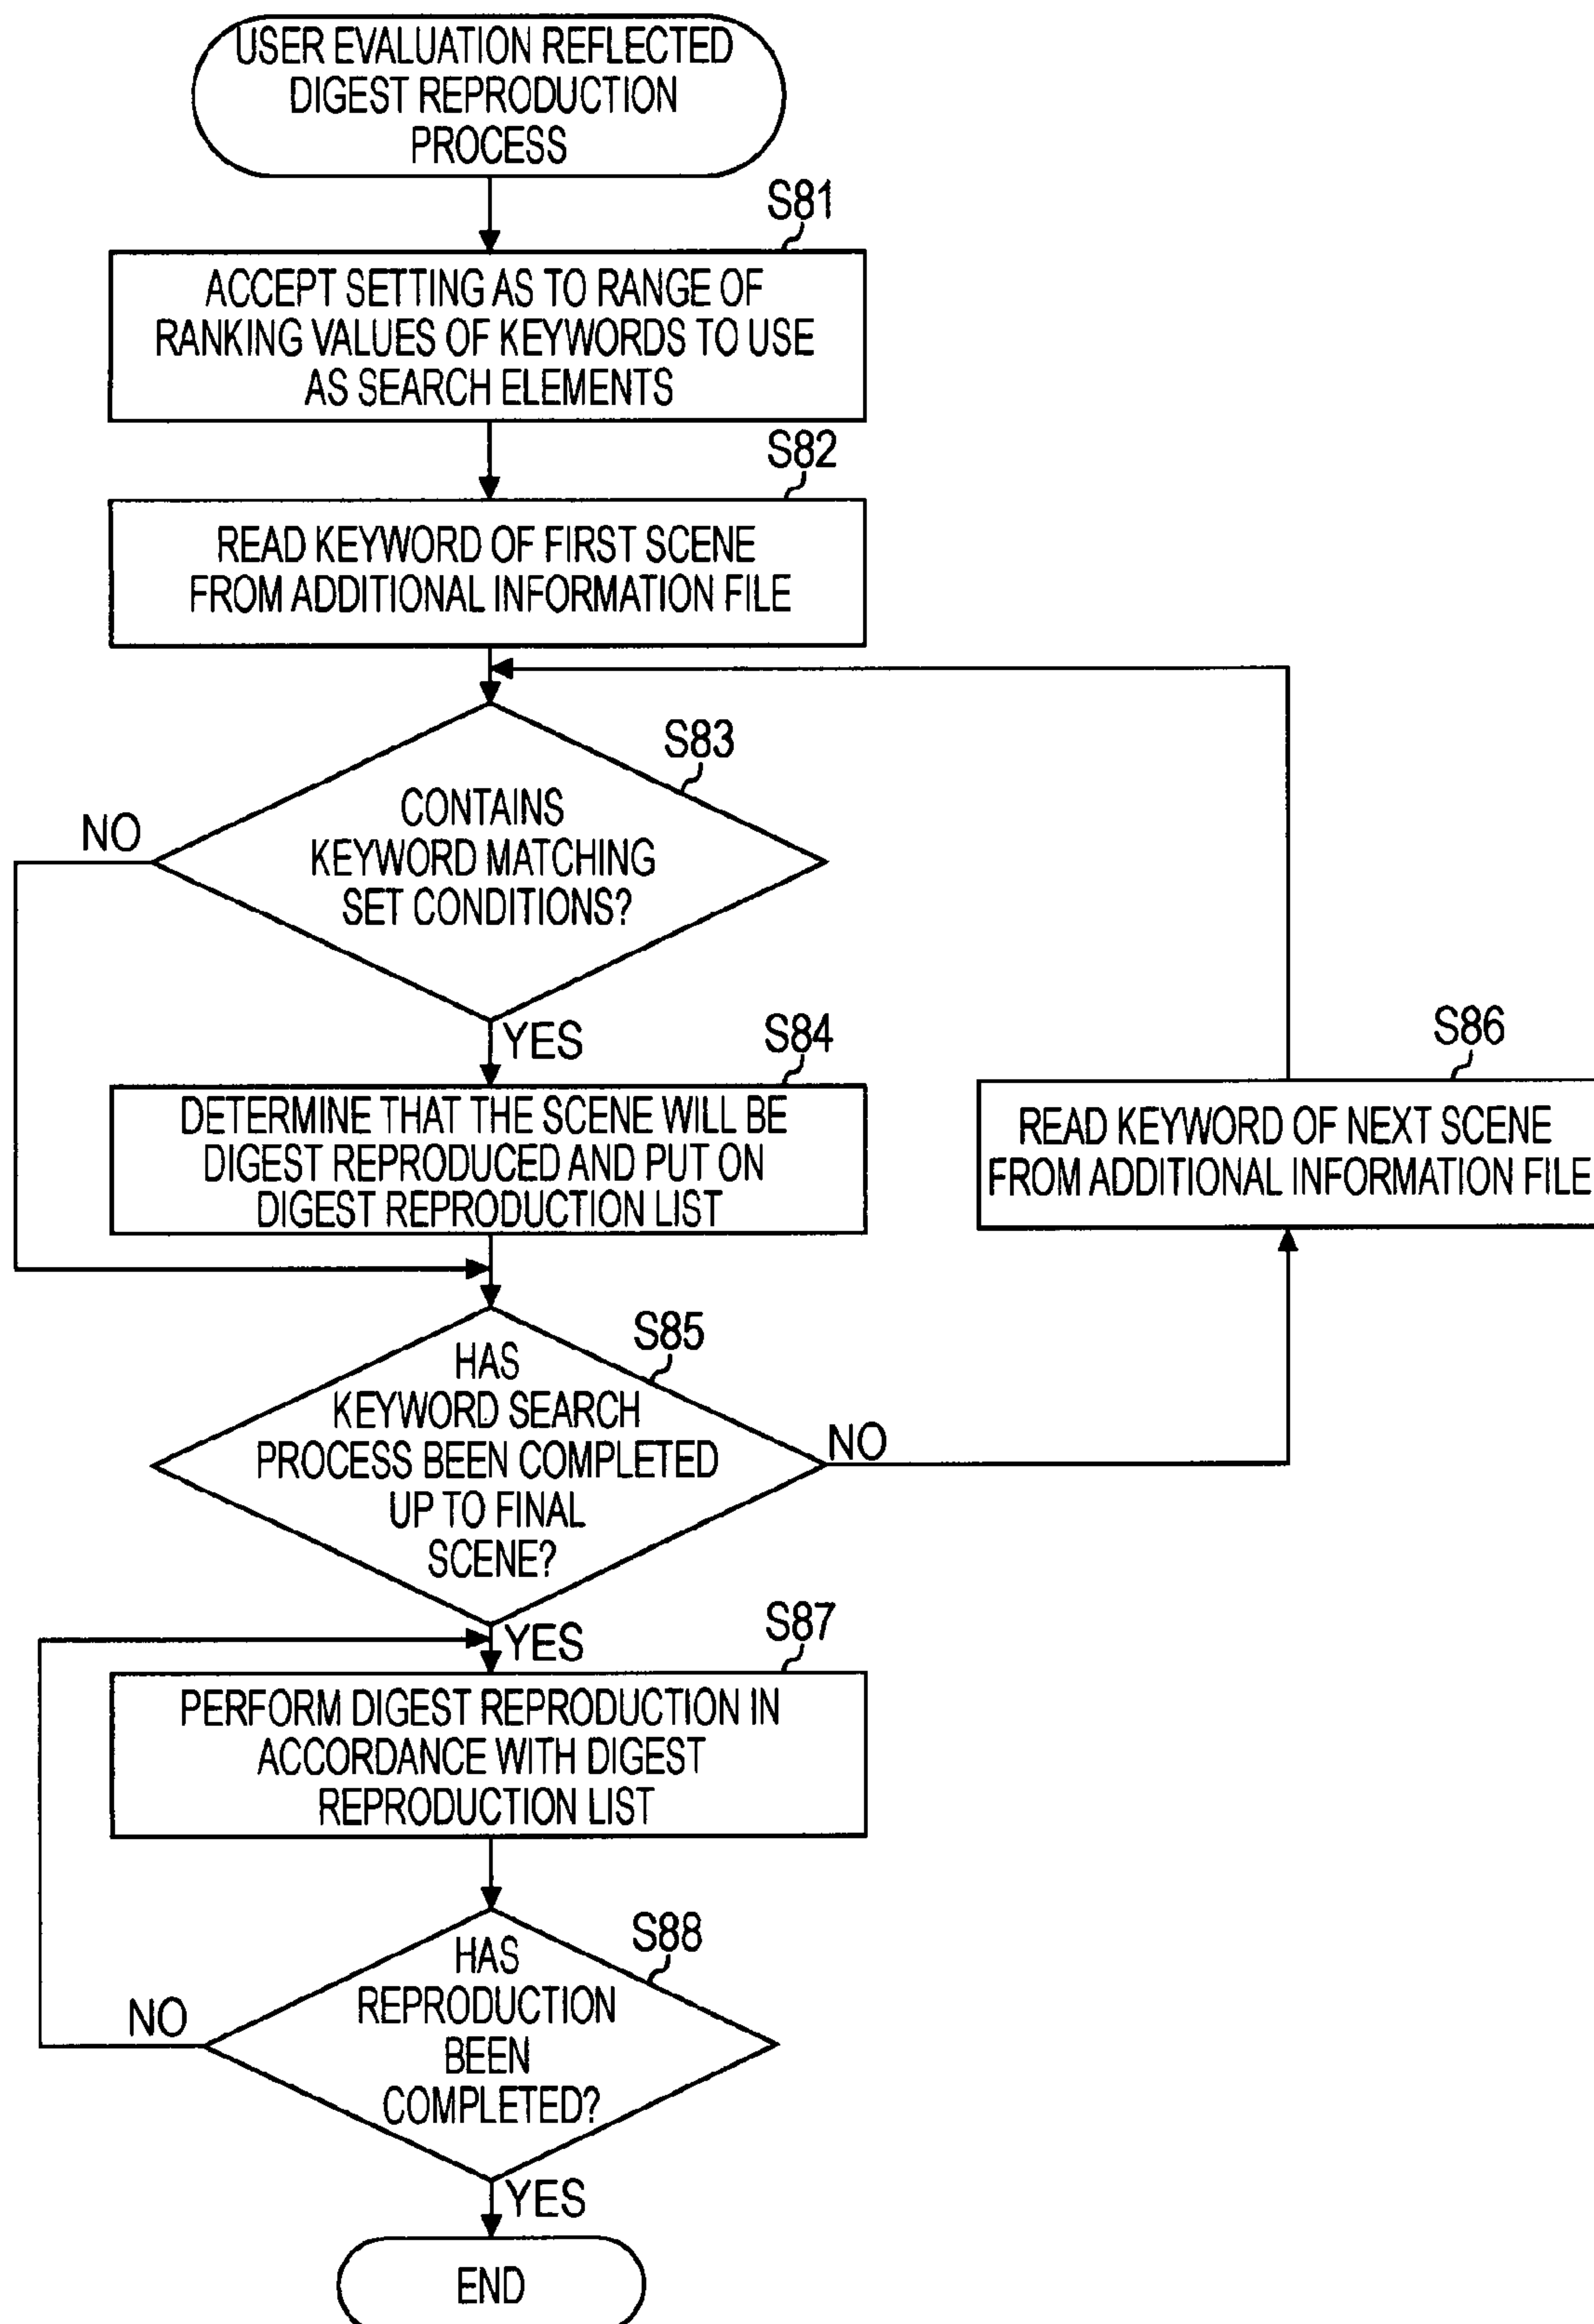 USER EVALUATION REFLECTED
DIGEST REPRODUCTION
PROCESS
S81
ACCEPT SETTING AS TO RANGE OF
RANKING VALUES OF KEYWORDS TO USE
AS SEARCH ELEMENTS
S82
READ KEYWORD OF FIRST SCENE
FROM ADDITIONAL INFORMATION FILE
S83
CONTAINS
KEYWORD MATCHING
SET CONDITIONS?
NO
YES
S84
DETERMINE THAT THE SCENE WILL BE
DIGEST REPRODUCED AND PUT ON
DIGEST REPRODUCTION LIST
S86
READ KEYWORD OF NEXT SCENE
FROM ADDITIONAL INFORMATION FILE
S85
HAS
KEYWORD SEARCH
PROCESS BEEN COMPLETED
UP TO FINAL
SCENE?
NO
YES
S87
PERFORM DIGEST REPRODUCTION IN
ACCORDANCE WITH DIGEST
REPRODUCTION LIST
S88
HAS
REPRODUCTION
BEEN
COMPLETED?
NO
YES
END